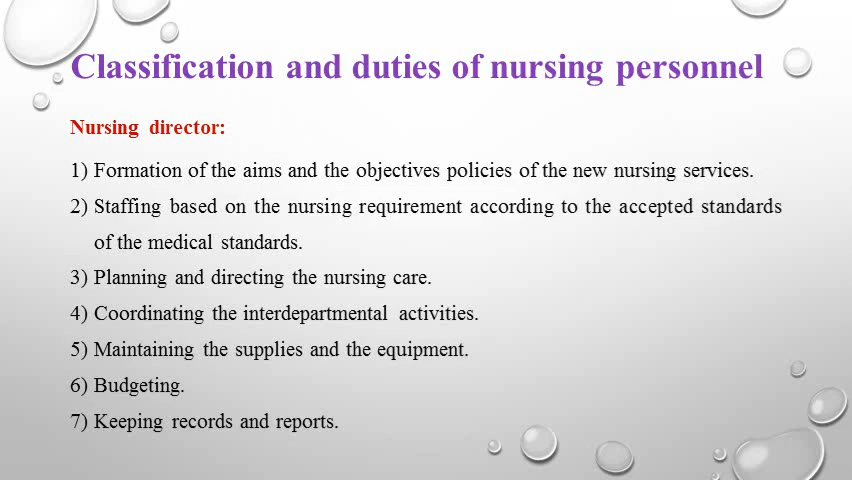 Classification and duties of nursing personnel
Nursing director:
1) Formation of the aims and the objectives policies of the new nursing services.
2) Staffing based on the nursing requirement according to the accepted standards
of the medical standards.
3) Planning and directing the nursing care.
4) Coordinating the interdepartmental activities.
5) Maintaining the supplies and the equipment.
6) Budgeting.
7) Keeping records and reports.